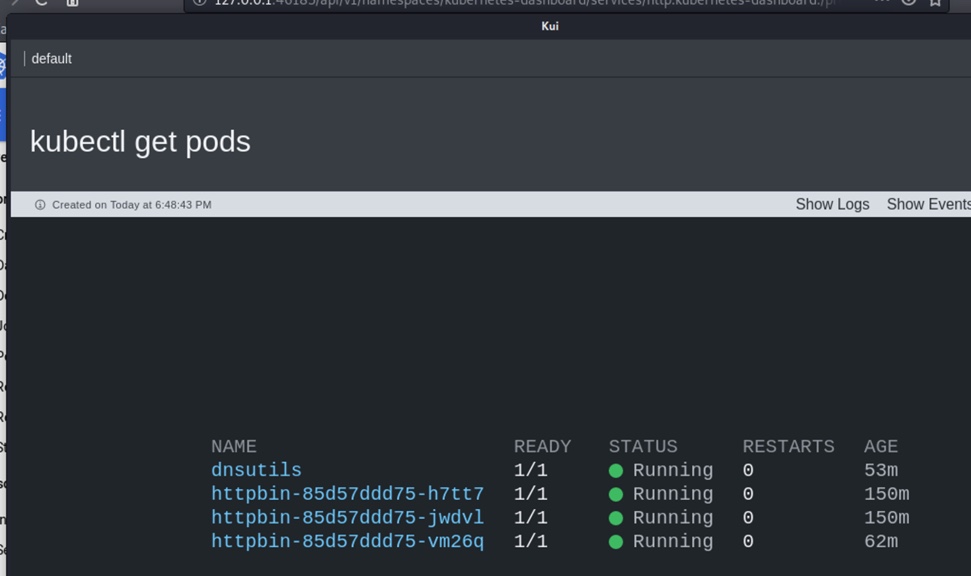 127.0.0.1:46185/api/v1/namespaces/kubernetes-dashboard/services/http:kubernetes-dashboard:/pr
Kui
default
kubectl get pods
Created on Today at 6:48:43 PM
Show Logs Show Events
NAME READY STATUS RESTARTS AGE
dnsutils 1/1 Running 0 53m
httpbin-85d57ddd75-h7tt7 1/1 Running 0 150m
httpbin-85d57ddd75-jwdvl 1/1 Running 0 150m
httpbin-85d57ddd75-vm26q 1/1 Running 0 62m